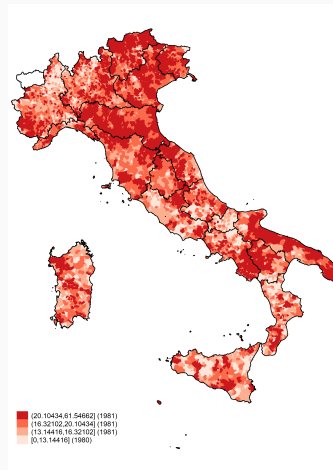 (20.10434,61.54662] (1981)
(16.32102,20.10434] (1981)
(13.14416,16.32102] (1981)
[0,13.14416] (1980)